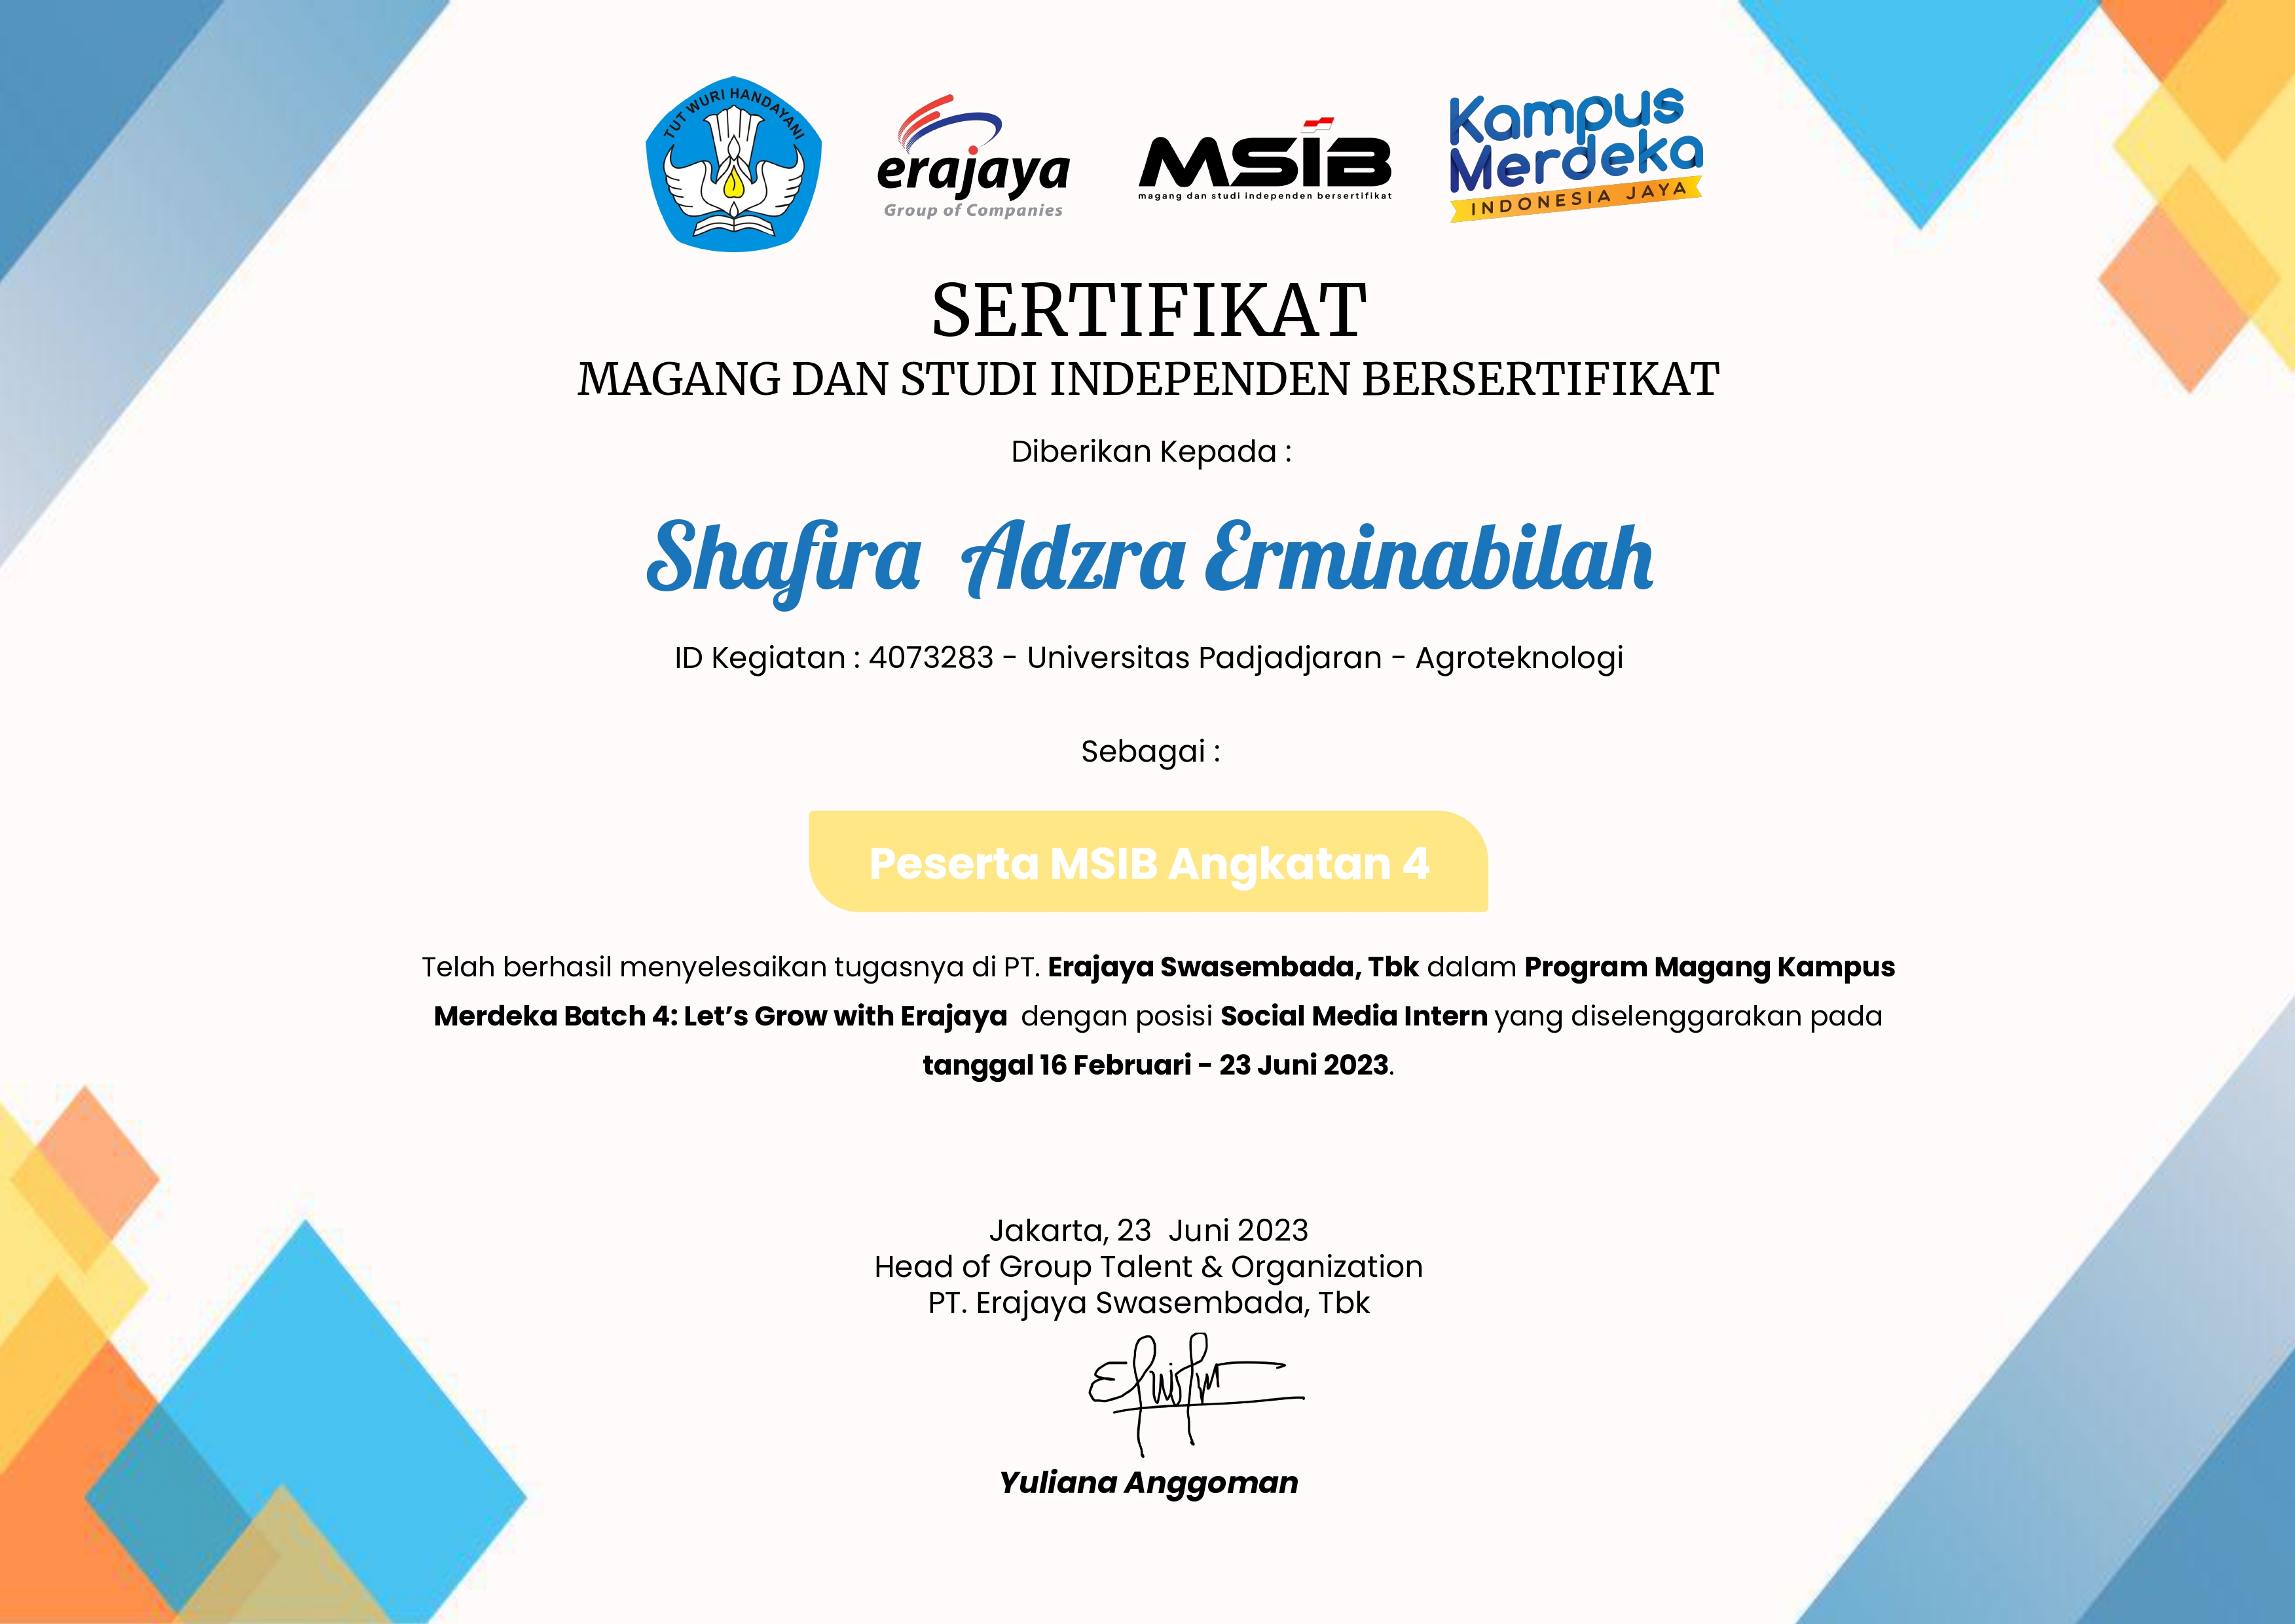 TUT WURI HANDAYANI
erajaya
Group of Companies
MSIB
magang dan studi independen bersertifikat
Kampus
Merdeka
INDONESIA JAYA
SERTIFIKAT
MAGANG DAN STUDI INDEPENDEN BERSERTIFIKAT
Diberikan Kepada :
Shafira Adzra Erminabilah
ID Kegiatan : 4073283 - Universitas Padjadjaran - Agroteknologi
Sebagai :
Peserta MSIB Angkatan 4
Telah berhasil menyelesaikan tugasnya di PT. Erajaya Swasembada, Tbk dalam Program Magang Kampus
Merdeka Batch 4: Let's Grow with Erajaya dengan posisi Social Media Intern yang diselenggarakan pada
tanggal 16 Februari - 23 Juni 2023.
Jakarta, 23 Juni 2023
Head of Group Talent & Organization
PT. Erajaya Swasembada, Tbk
Yuliana Anggoman